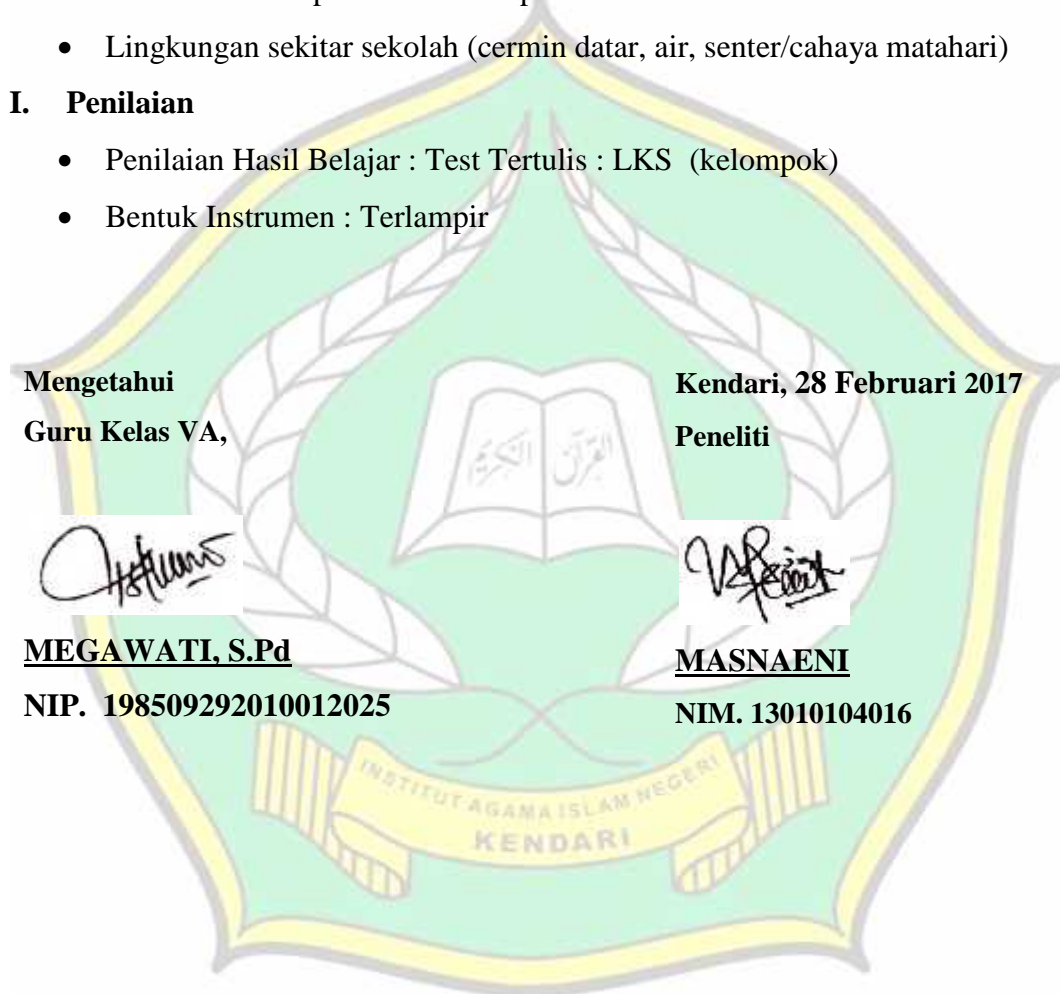 • Lingkungan sekitar sekolah (cermin datar, air, senter/cahaya matahari)
I. Penilaian
• Penilaian Hasil Belajar : Test Tertulis : LKS (kelompok)
• Bentuk Instrumen : Terlampir
Mengetahui
Guru Kelas VA,
Kendari, 28 Februari 2017
Peneliti
القرآن الكريم
MEGAWATI, S.Pd
NIP. 198509292010012025
MASNAENI
NIM. 13010104016
INSTITUT AGAMA ISLAM NEGERI
KENDARI